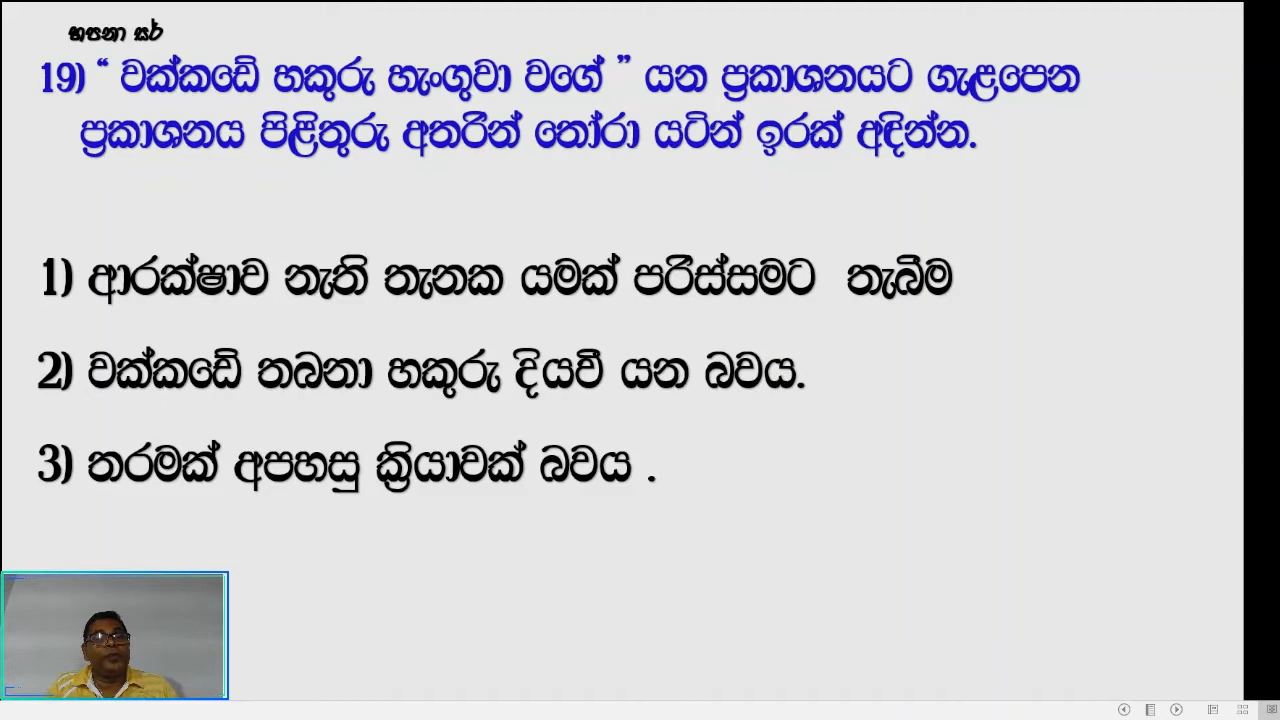 භපනා සර්
19) “ වක්කඩේ හකුරු හැංගුවා වගේ ” යන ප්‍රකාශනයට ගැළපෙන
ප්‍රකාශනය පිළිතුරු අතරින් තෝරා යටින් ඉරක් අඳින්න.
1) ආරක්ෂාව නැති තැනක යමක් පරිස්සමට තැබීම
2) වක්කඩේ තබනා හකුරු දියවී යන බවය.
3) තරමක් අපහසු ක්‍රියාවක් බවය .